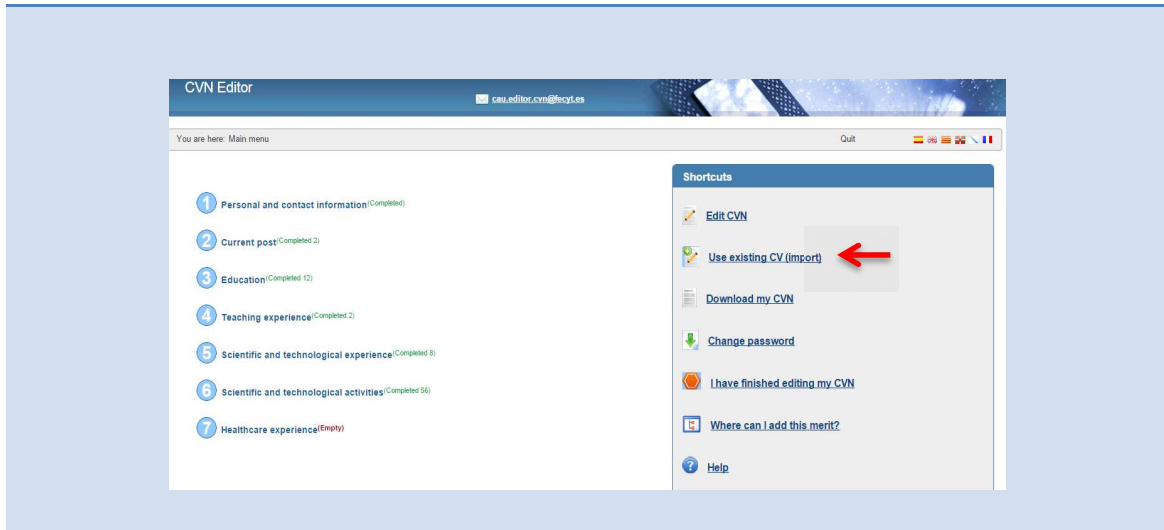 CVN Editor
cau.editor.cvn@fecyt.es
You are here: Main menu
Quit
1 Personal and contact information (Completed)
2 Current post (Completed 2)
3 Education (Completed 12)
4 Teaching experience (Completed 2)
5 Scientific and technological experience (Completed 8)
6 Scientific and technological activities (Completed 56)
7 Healthcare experience (Empty)
Shortcuts
Edit CVN
Use existing CV (import)
Download my CVN
Change password
I have finished editing my CVN
Where can I add this merit?
? Help